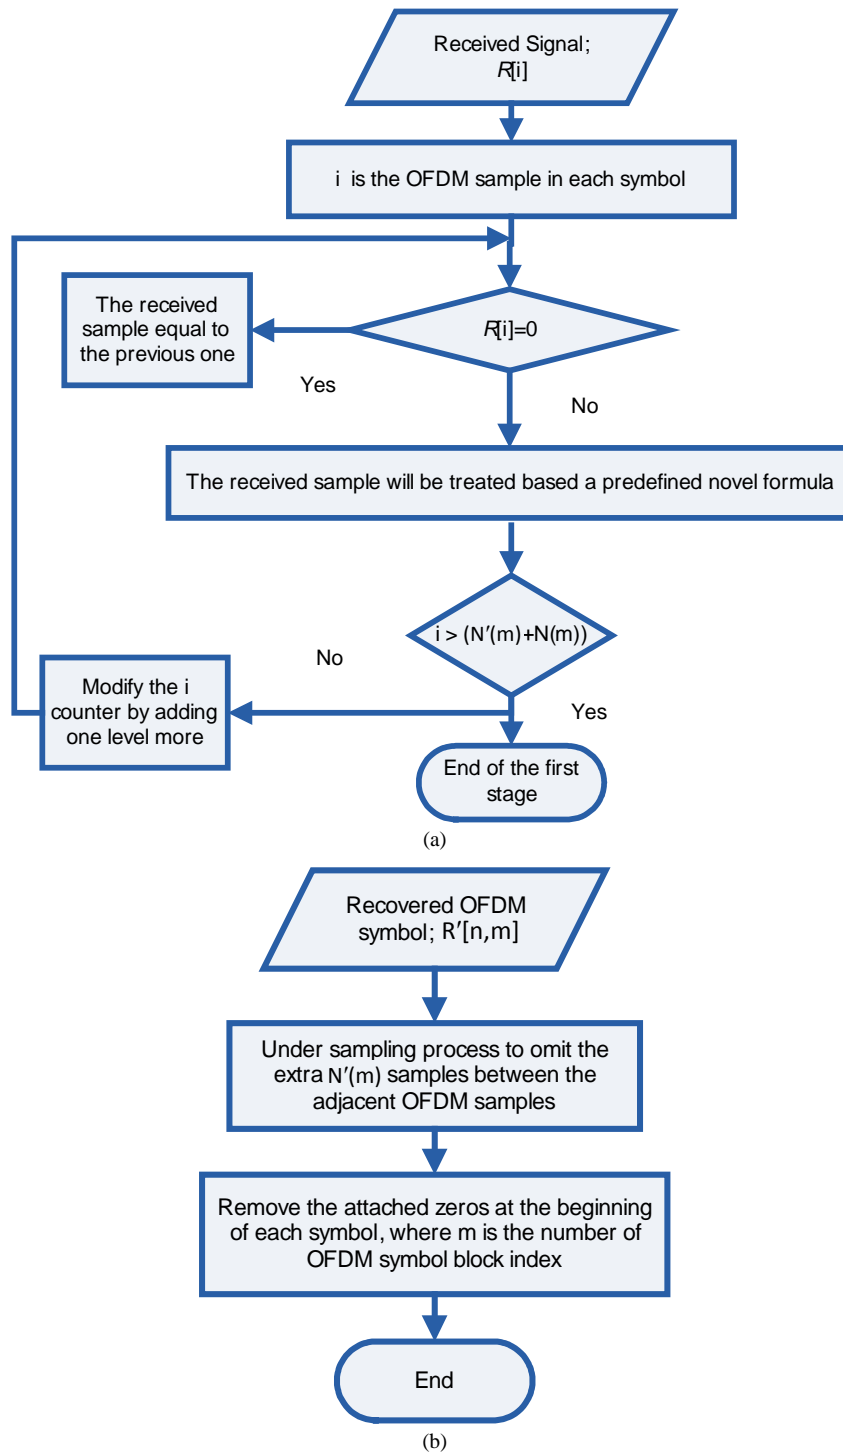 Received Signal;
R[i]
i is the OFDM sample in each symbol
The received
sample equal to
the previous one
R[i]=0
Yes
No
The received sample will be treated based a predefined novel formula
i > (N'(m)+N(m))
No
Modify the i
counter by adding
one level more
Yes
End of the first
stage
(a)
Recovered OFDM
symbol; R'[n,m]
Under sampling process to omit the
extra N'(m) samples between the
adjacent OFDM samples
Remove the attached zeros at the beginning
of each symbol, where m is the number of
OFDM symbol block index
End
(b)